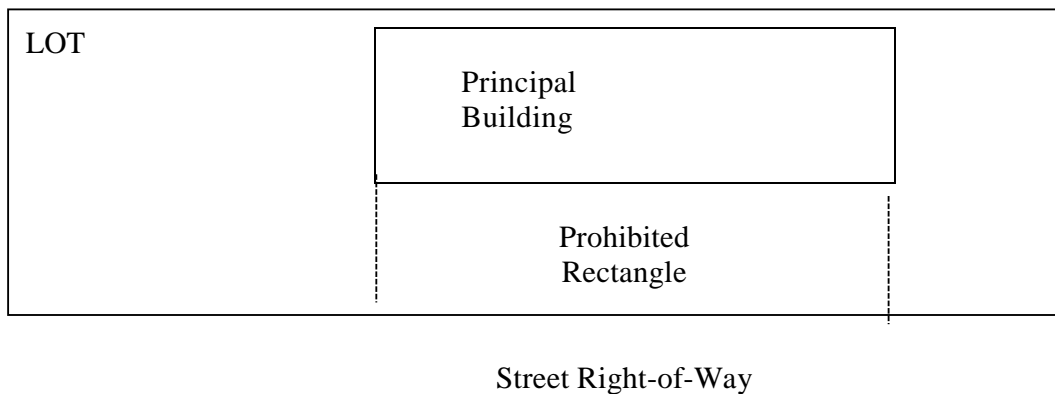 LOT
Principal
Building
Prohibited
Rectangle
Street Right-of-Way